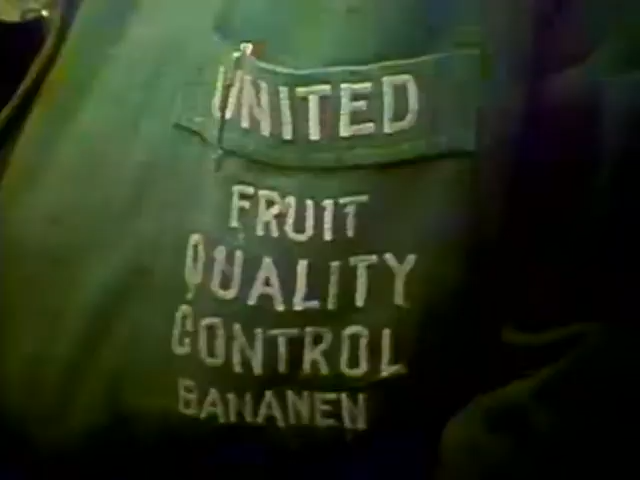 UNITED
FRUIT
QUALITY
CONTROL
BANANEN